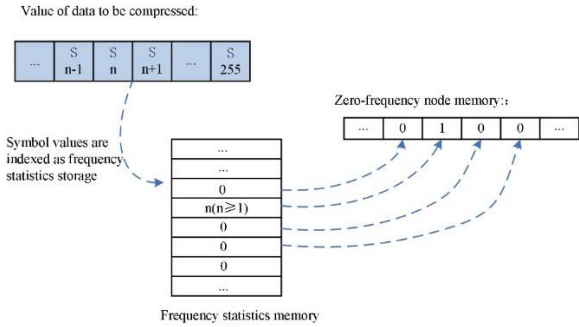 Value of data to be compressed:
... S n-1 S n S n+1 ... S 255
Zero-frequency node memory::
... 0 1 0 0 ...
Symbol values are
indexed as frequency
statistics storage
...
...
0
n(n≥1)
0
0
0
...
Frequency statistics memory